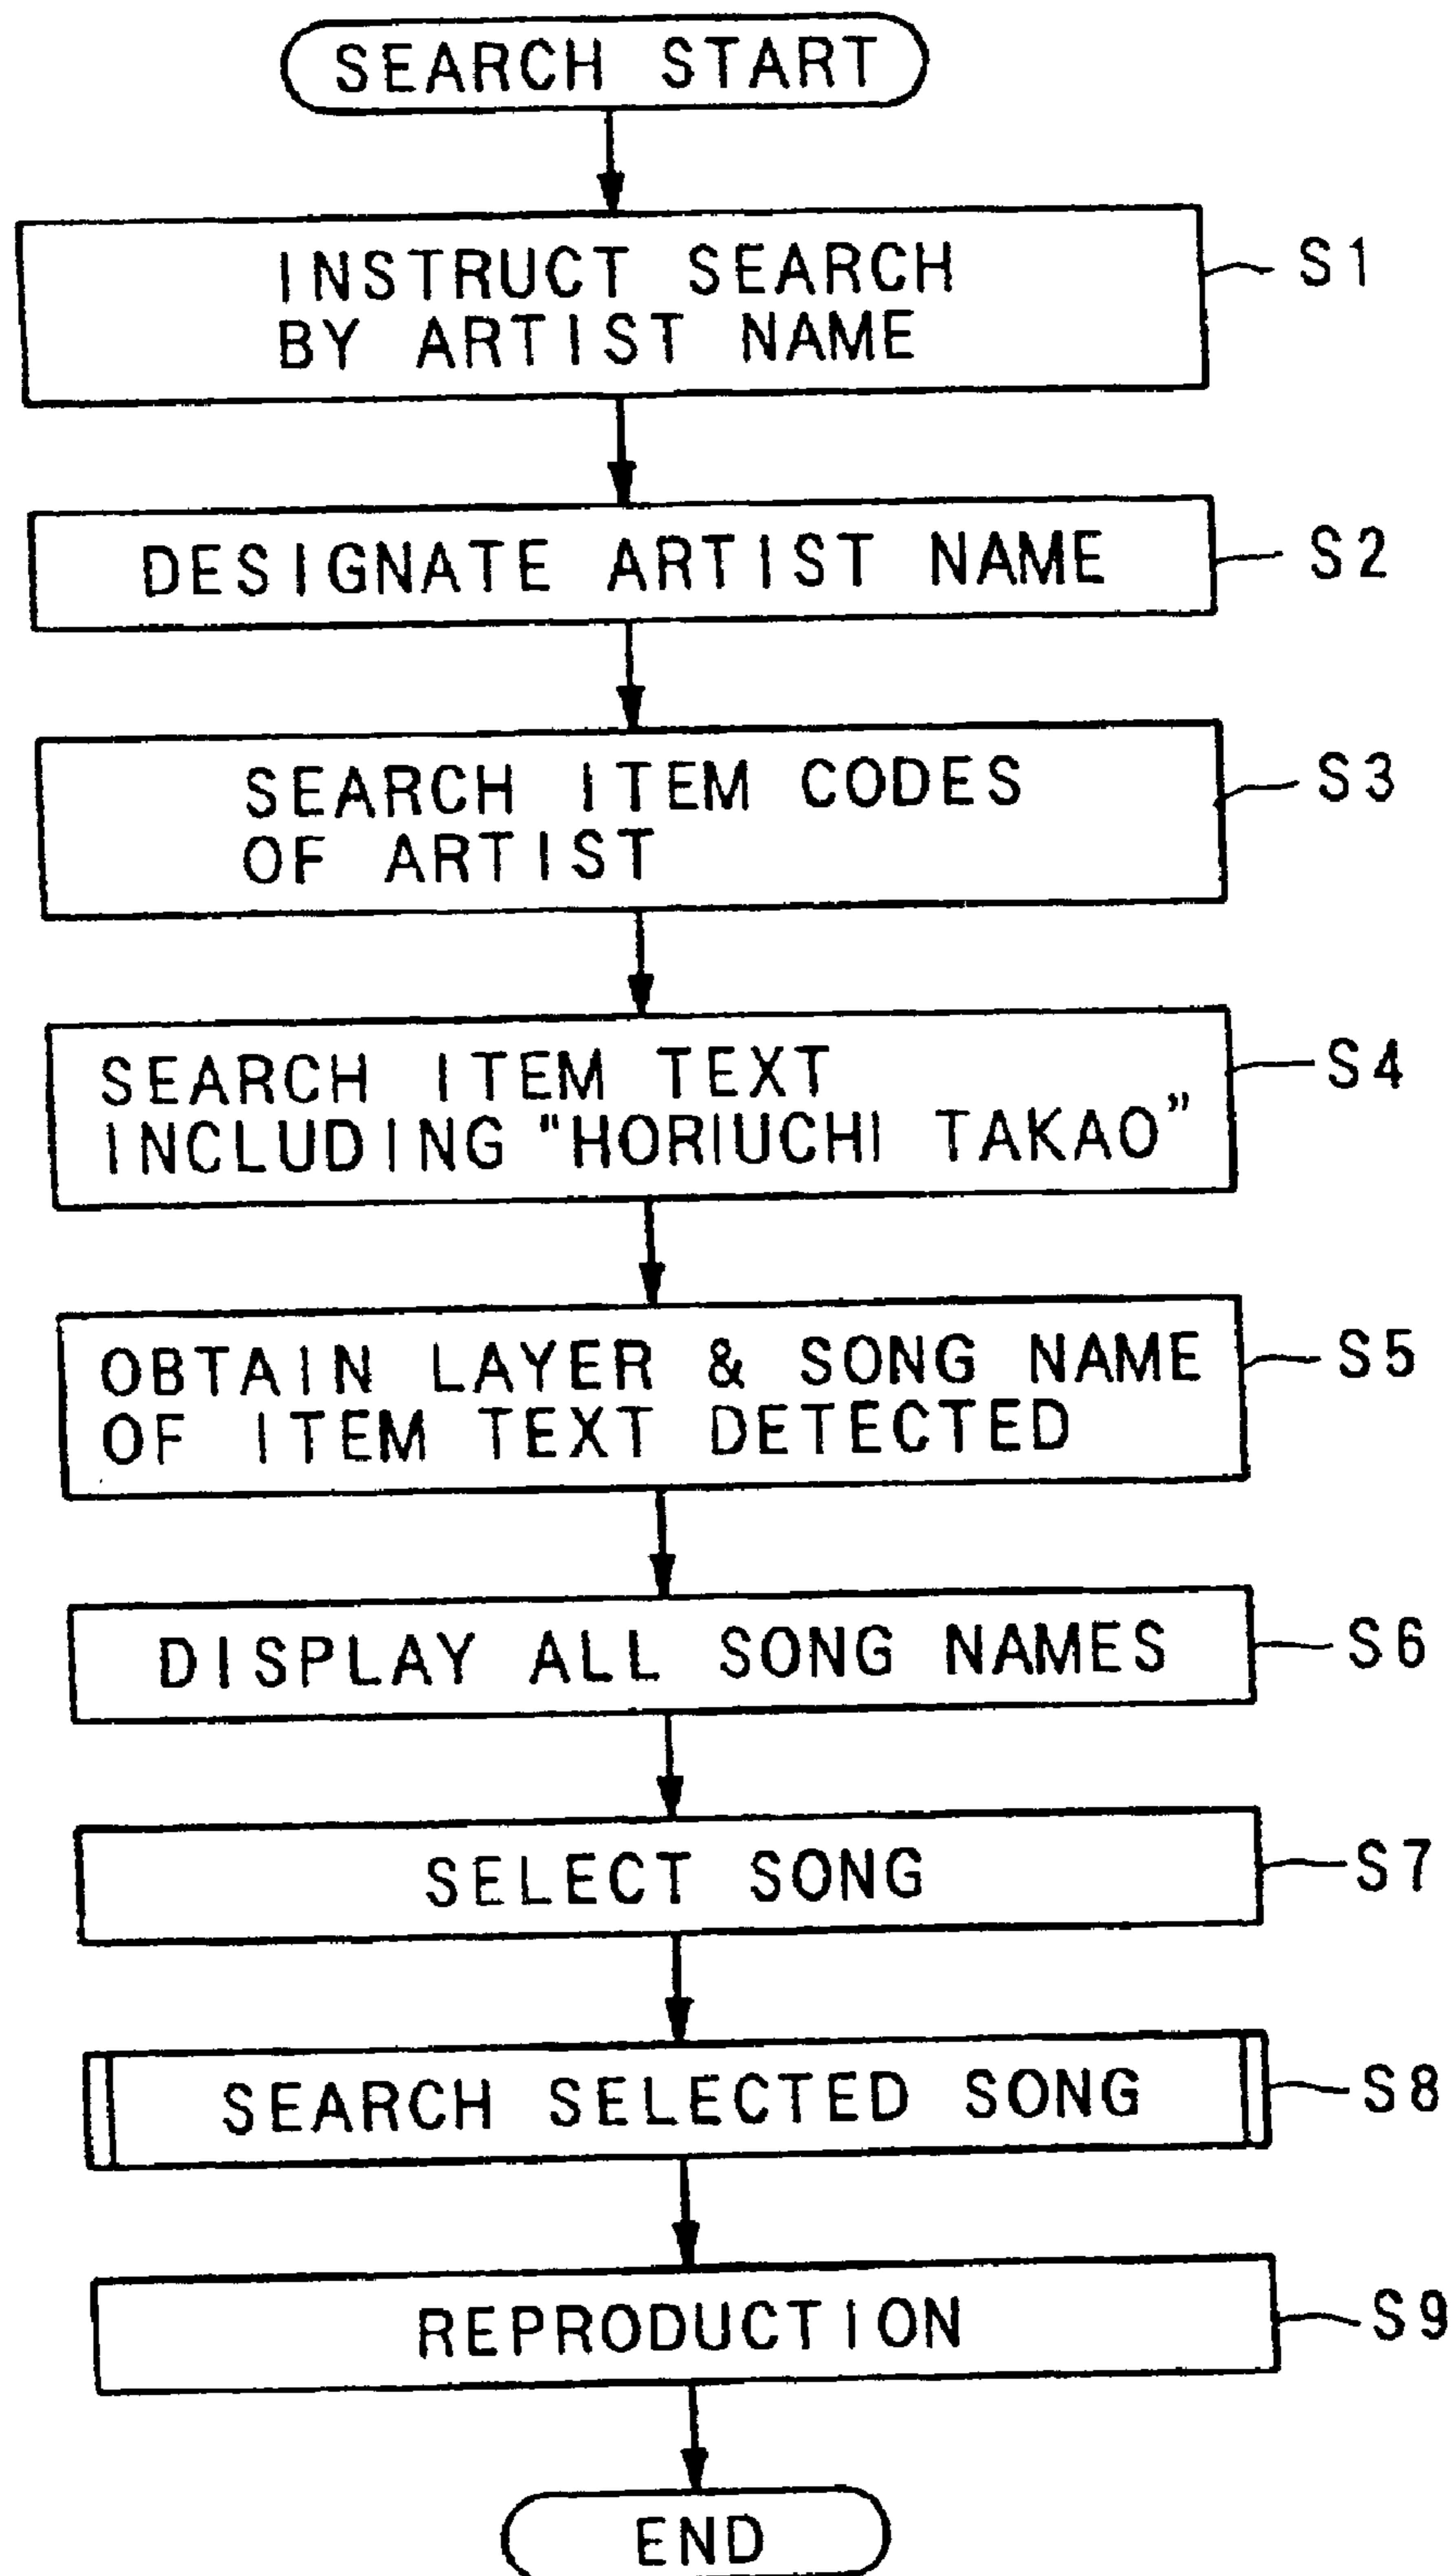 SEARCH START
INSTRUCT SEARCH
BY ARTIST NAME
S1
DESIGNATE ARTIST NAME
S2
SEARCH ITEM CODES
OF ARTIST
S3
SEARCH ITEM TEXT
INCLUDING "HORIUCHI TAKAO"
S4
OBTAIN LAYER & SONG NAME
OF ITEM TEXT DETECTED
S5
DISPLAY ALL SONG NAMES
S6
SELECT SONG
S7
SEARCH SELECTED SONG
S8
REPRODUCTION
S9
END